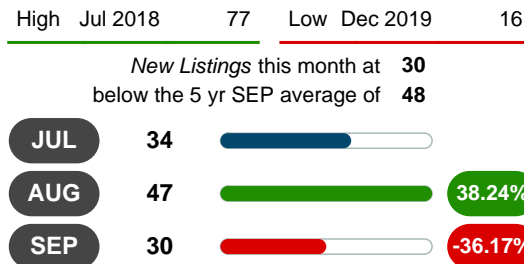 High Jul 2018 77 Low Dec 2019 16
New Listings this month at 30
below the 5 yr SEP average of 48
JUL 34
AUG 47 38.24%
SEP 30 -36.17%